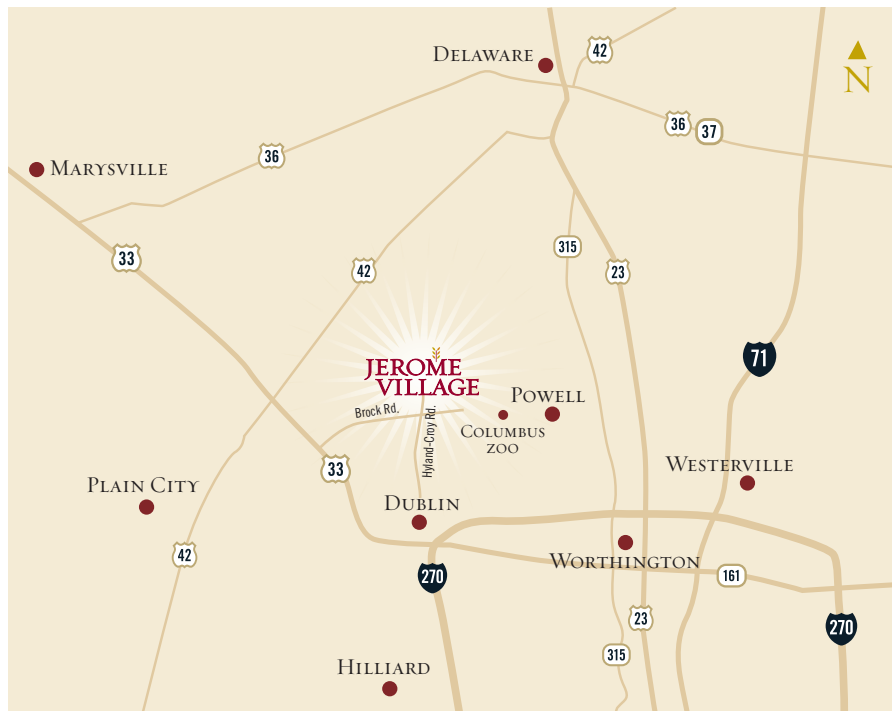 DELAWARE
42
N
36
37
36
MARYSVILLE
33
315
42
23
71
JEROME
VILLAGE
POWELL
Brock Rd.
Hyland-Croy Rd.
COLUMBUS
ZOO
WESTERVILLE
33
PLAIN CITY
DUBLIN
42
WORTHINGTON
270
161
23
270
315
HILLIARD